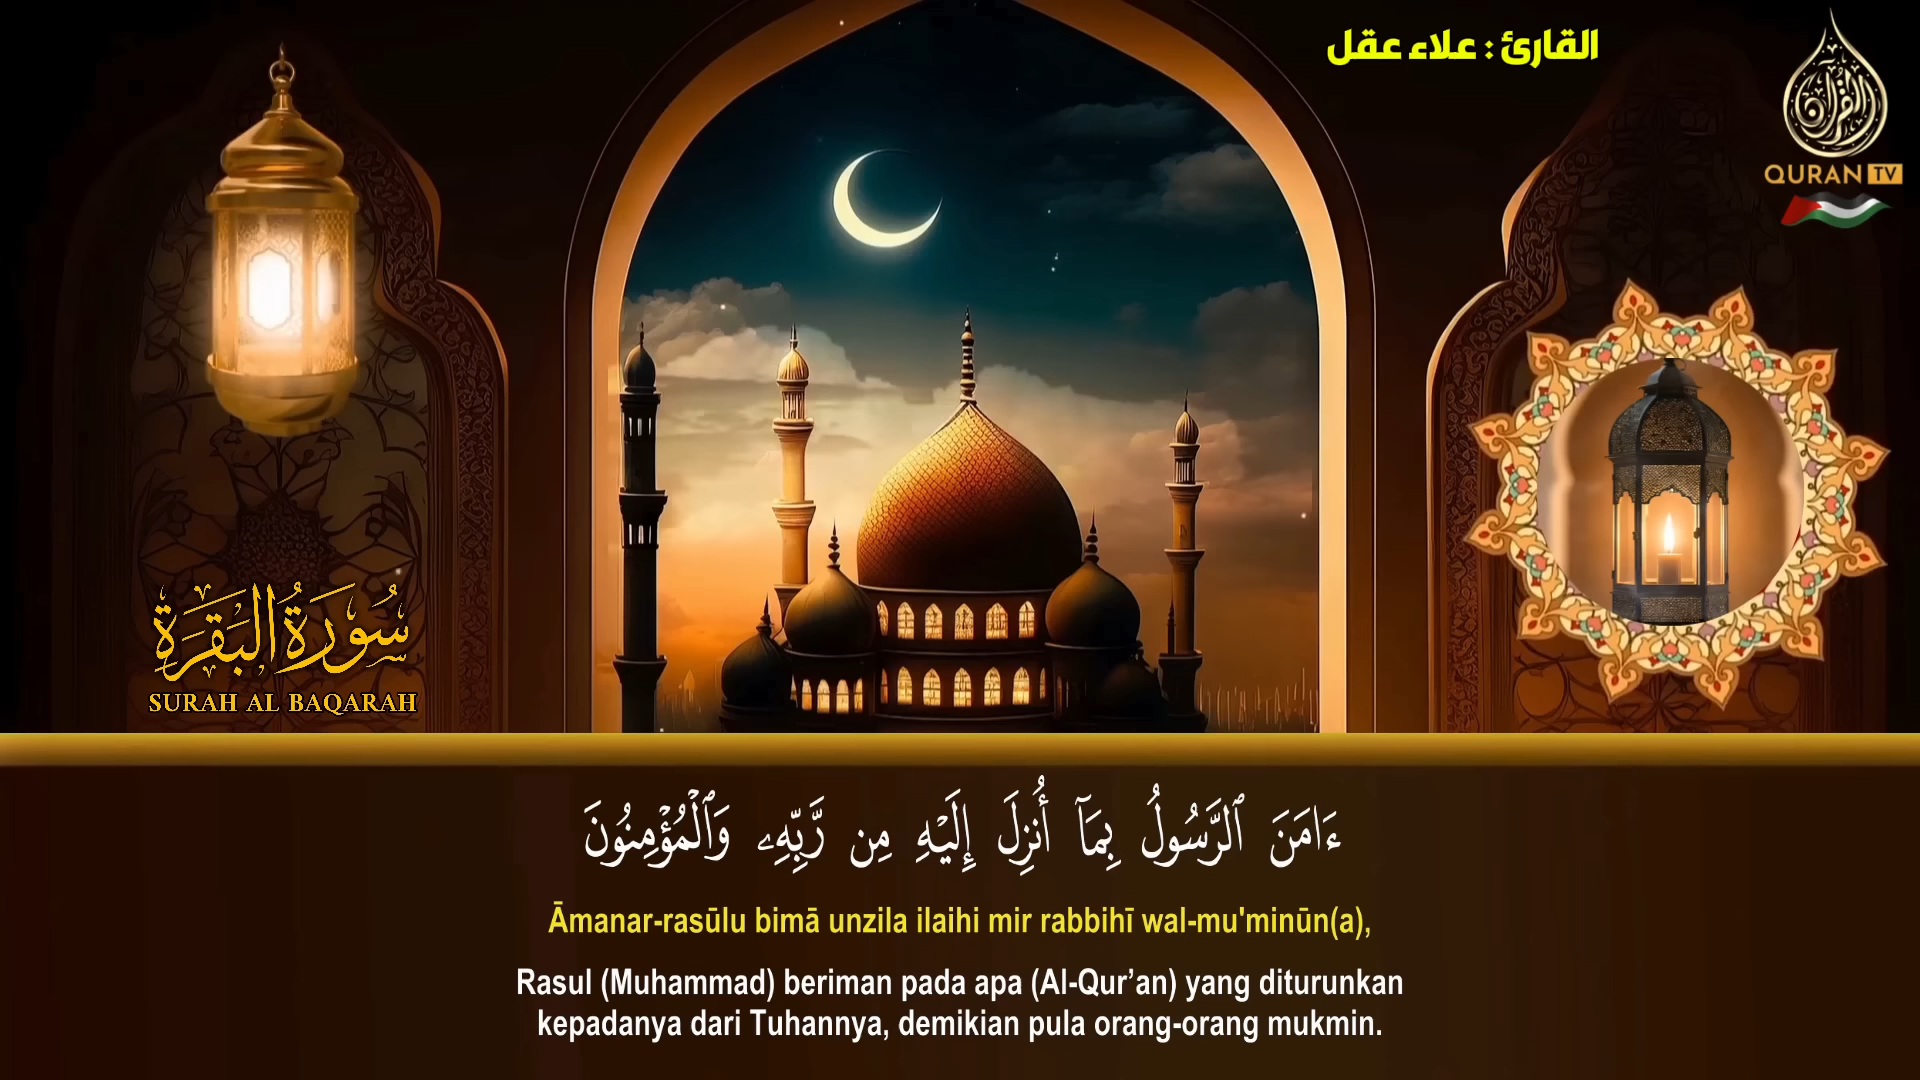 القارئ : علاء عقل
القرآن
QURAN TV
سُورَةُ البَقَرَةِ
SURAH AL BAQARAH
ءَامَنَ ٱلرَّسُولُ بِمَآ أُنزِلَ إِلَيْهِ مِن رَّبِّهِۦ وَٱلْمُؤْمِنُونَ
Āmanar-rasūlu bimā unzila ilaihi mir rabbihī wal-mu'minūn(a),
Rasul (Muhammad) beriman pada apa (Al-Qur’an) yang diturunkan
kepadanya dari Tuhannya, demikian pula orang-orang mukmin.